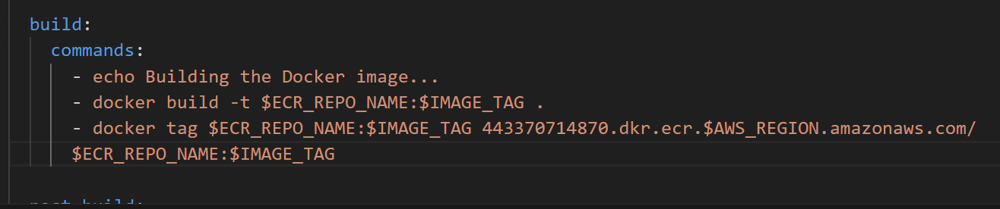 build:
commands:
- echo Building the Docker image...
- docker build -t $ECR_REPO_NAME:$IMAGE_TAG .
- docker tag $ECR_REPO_NAME:$IMAGE_TAG 443370714870.dkr.ecr.$AWS_REGION.amazonaws.com/
$ECR_REPO_NAME:$IMAGE_TAG
post_build: